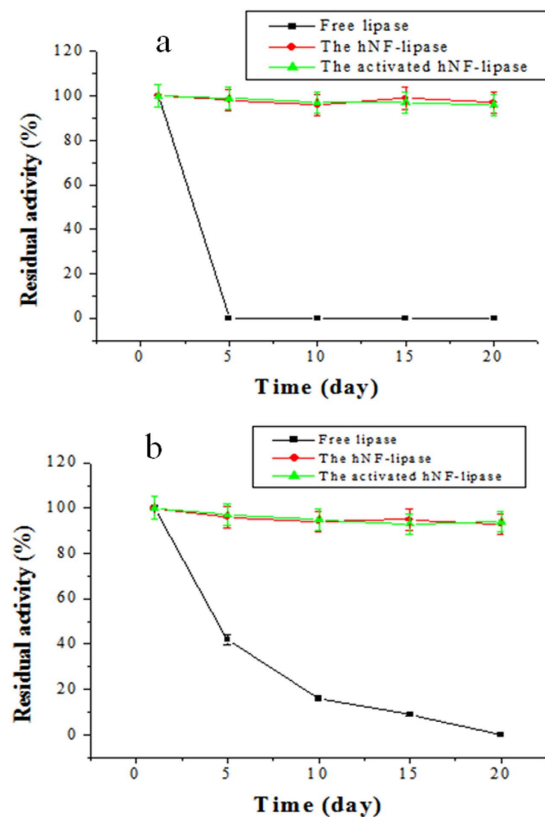 a
Free lipase
The hNF-lipase
The activated hNF-lipase
120
100
80
60
40
20
0
Residual activity (%)
0 5 10 15 20
Time (day)
b
Free lipase
The hNF-lipase
The activated hNF-lipase
120
100
80
60
40
20
0
Residual activity (%)
0 5 10 15 20
Time (day)